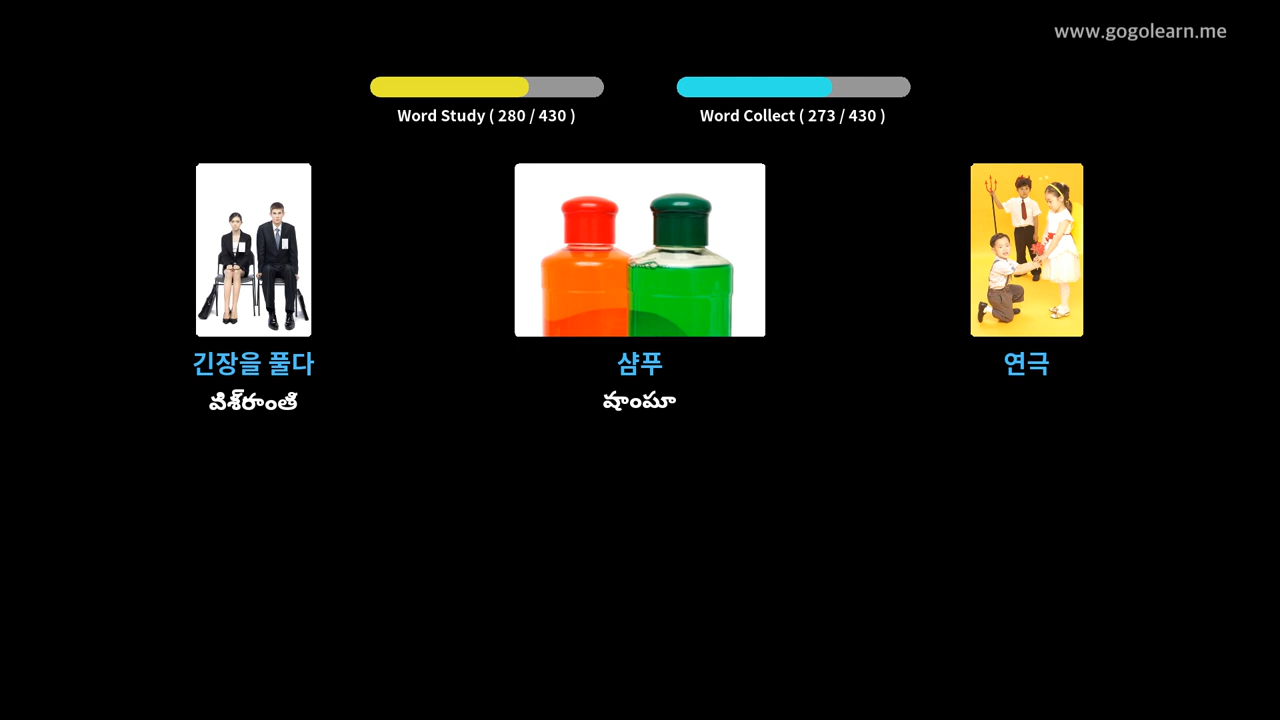 www.gogolearn.me
Word Study ( 280 / 430 )
Word Collect ( 273 / 430 )
긴장을 풀다
샴푸
연극
విశ్రాంతి
షాంపూ